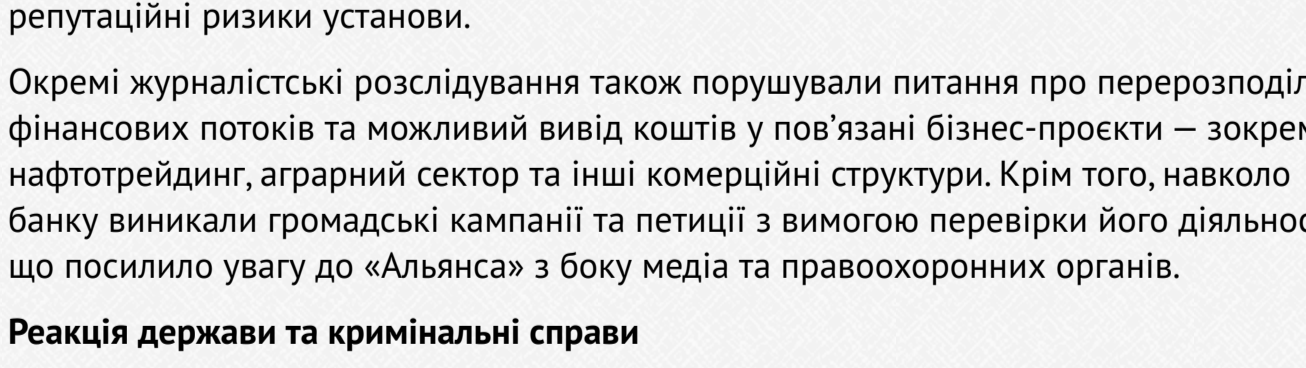 репутаційні ризики установи.
Окремі журналістські розслідування також порушували питання про перерозподіл
фінансових потоків та можливий вивід коштів у пов’язані бізнес-проєкти — зокрем
нафтотрейдинг, аграрний сектор та інші комерційні структури. Крім того, навколо
банку виникали громадські кампанії та петиції з вимогою перевірки його діяльнос
що посилило увагу до «Альянса» з боку медіа та правоохоронних органів.
Реакція держави та кримінальні справи